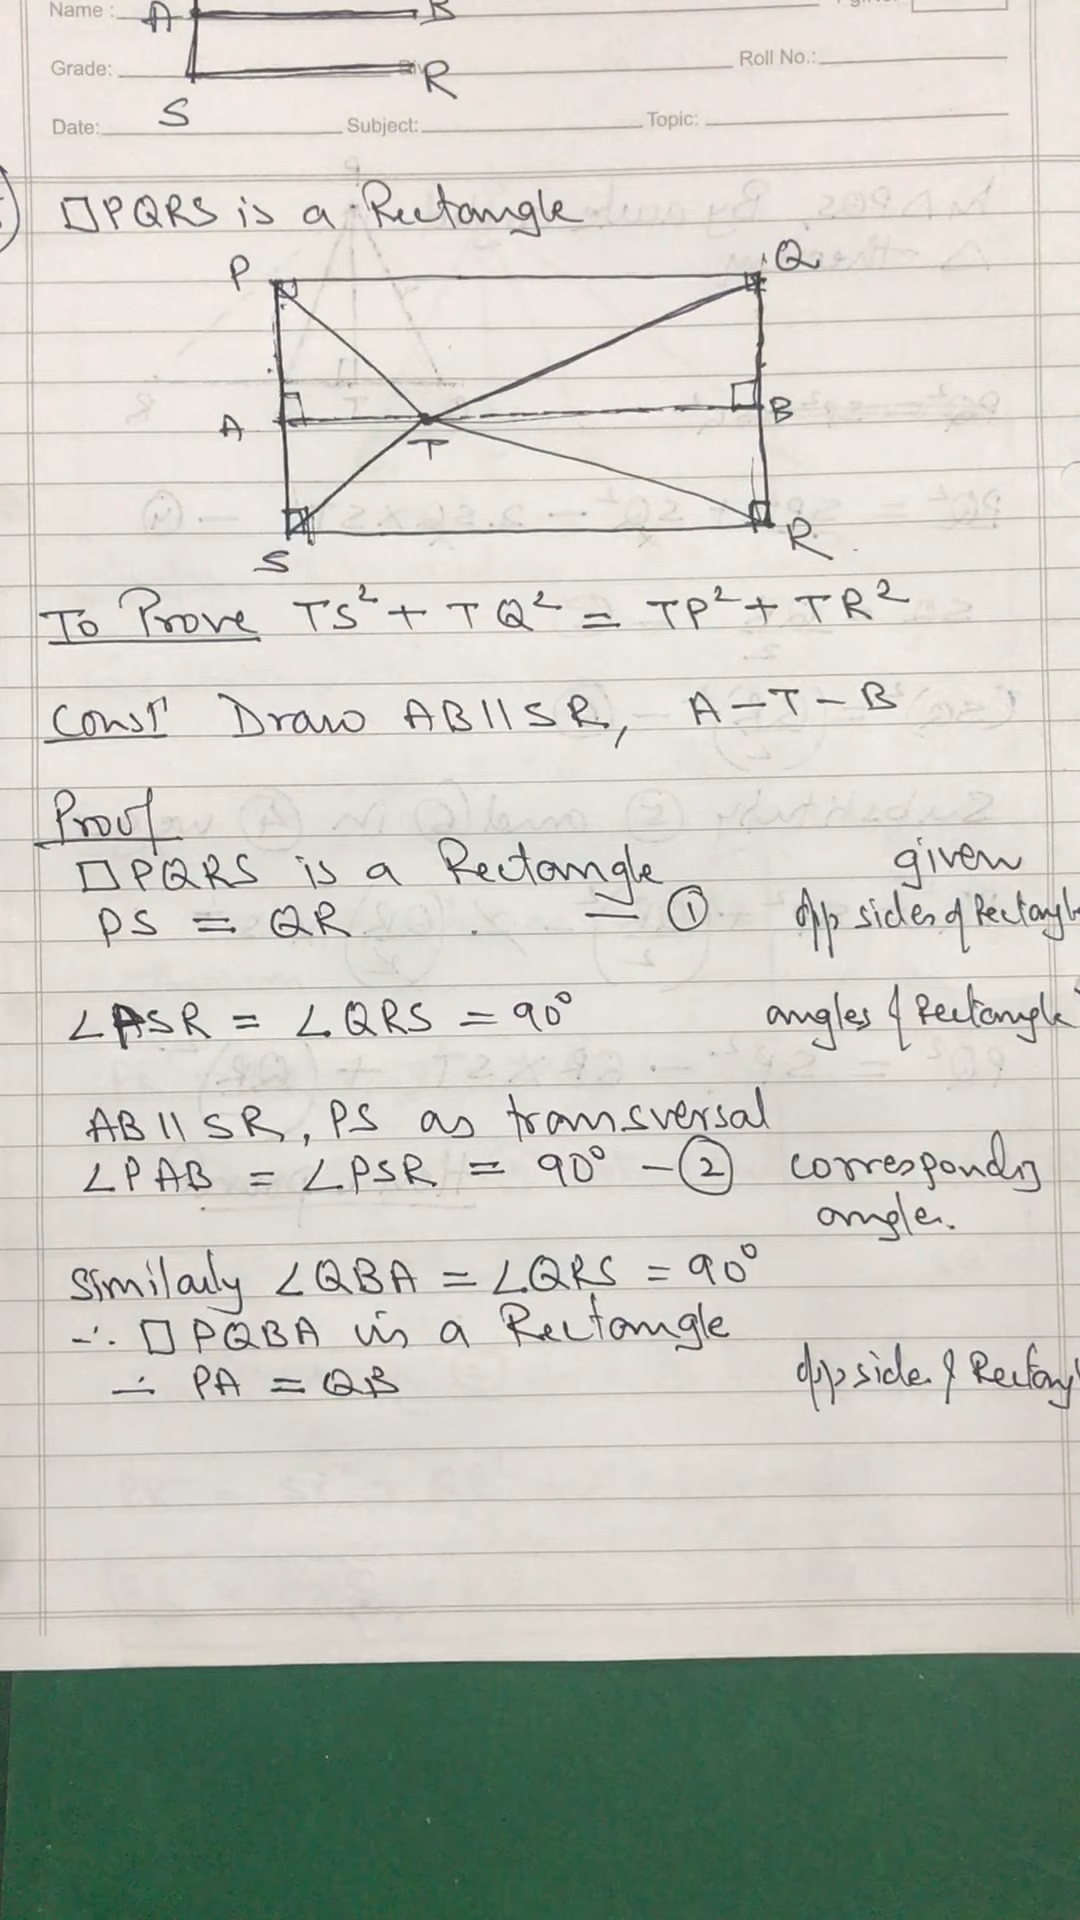 Name :
A
B
Grade:
R
Roll No.:
S
Date:
Subject:
Topic:
□PQRS is a Rectangle
P
Q
A
T
B
S
R
To Prove TS² + TQ² = TP² + TR²
Const Draw AB || SR, A-T-B
Proof
□PQRS is a Rectangle given
PS = QR — ① opp sides of Rectangle
∠PSR = ∠QRS = 90° angles of Rectangle
AB || SR, PS as transversal
∠PAB = ∠PSR = 90° - ② corresponding
angles.
Similarly ∠QBA = ∠QRS = 90°
∴ □PQBA is a Rectangle
∴ PA = QB opp side of Rectang